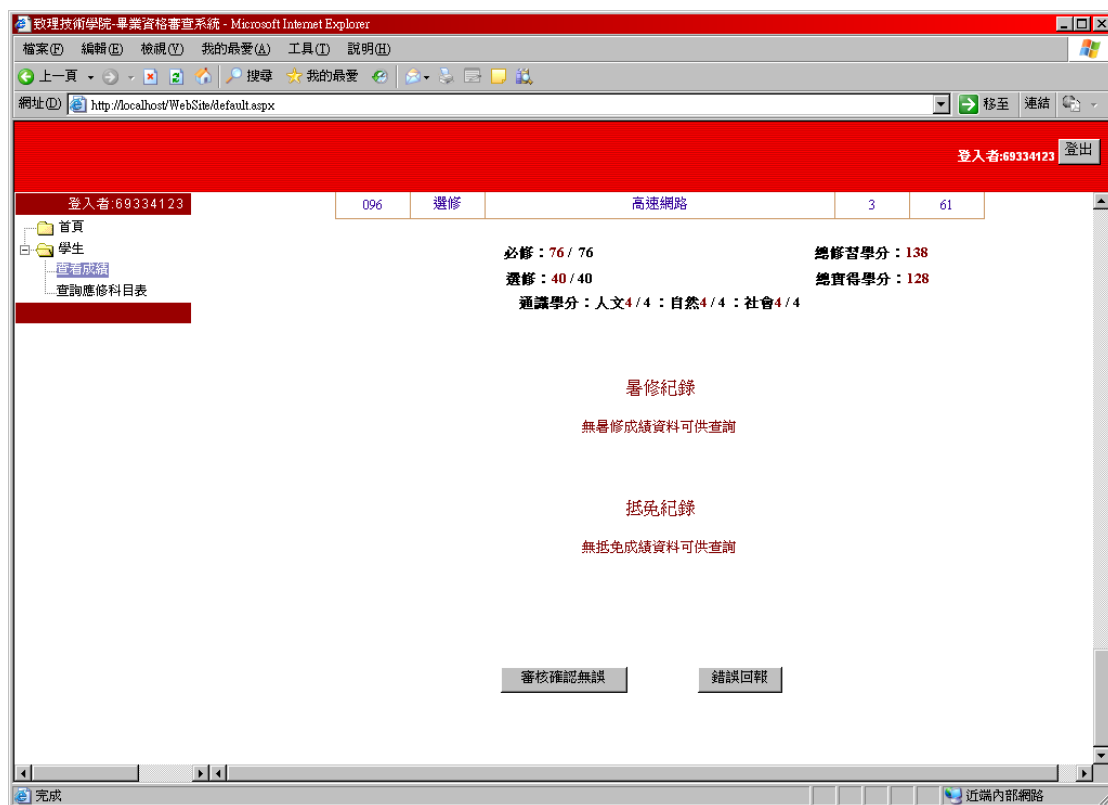 致理技術學院-畢業資格審查系統 - Microsoft Internet Explorer
檔案(F) 編輯(E) 檢視(V) 我的最愛(A) 工具(T) 說明(H)
上一頁 搜尋 我的最愛
網址(D) http://localhost/WebSite/default.aspx 移至 連結
登入者:69334123 登出
登入者:69334123
首頁
學生
查看成績
查詢應修科目表
096 選修 高速網路 3 61
必修：76 / 76 總修習學分：138
選修：40 / 40 總實得學分：128
通識學分：人文4 / 4 ：自然4 / 4 ：社會4 / 4
暑修紀錄
無暑修成績資料可供查詢
抵免紀錄
無抵免成績資料可供查詢
審核確認無誤 錯誤回報
完成 近端內部網路